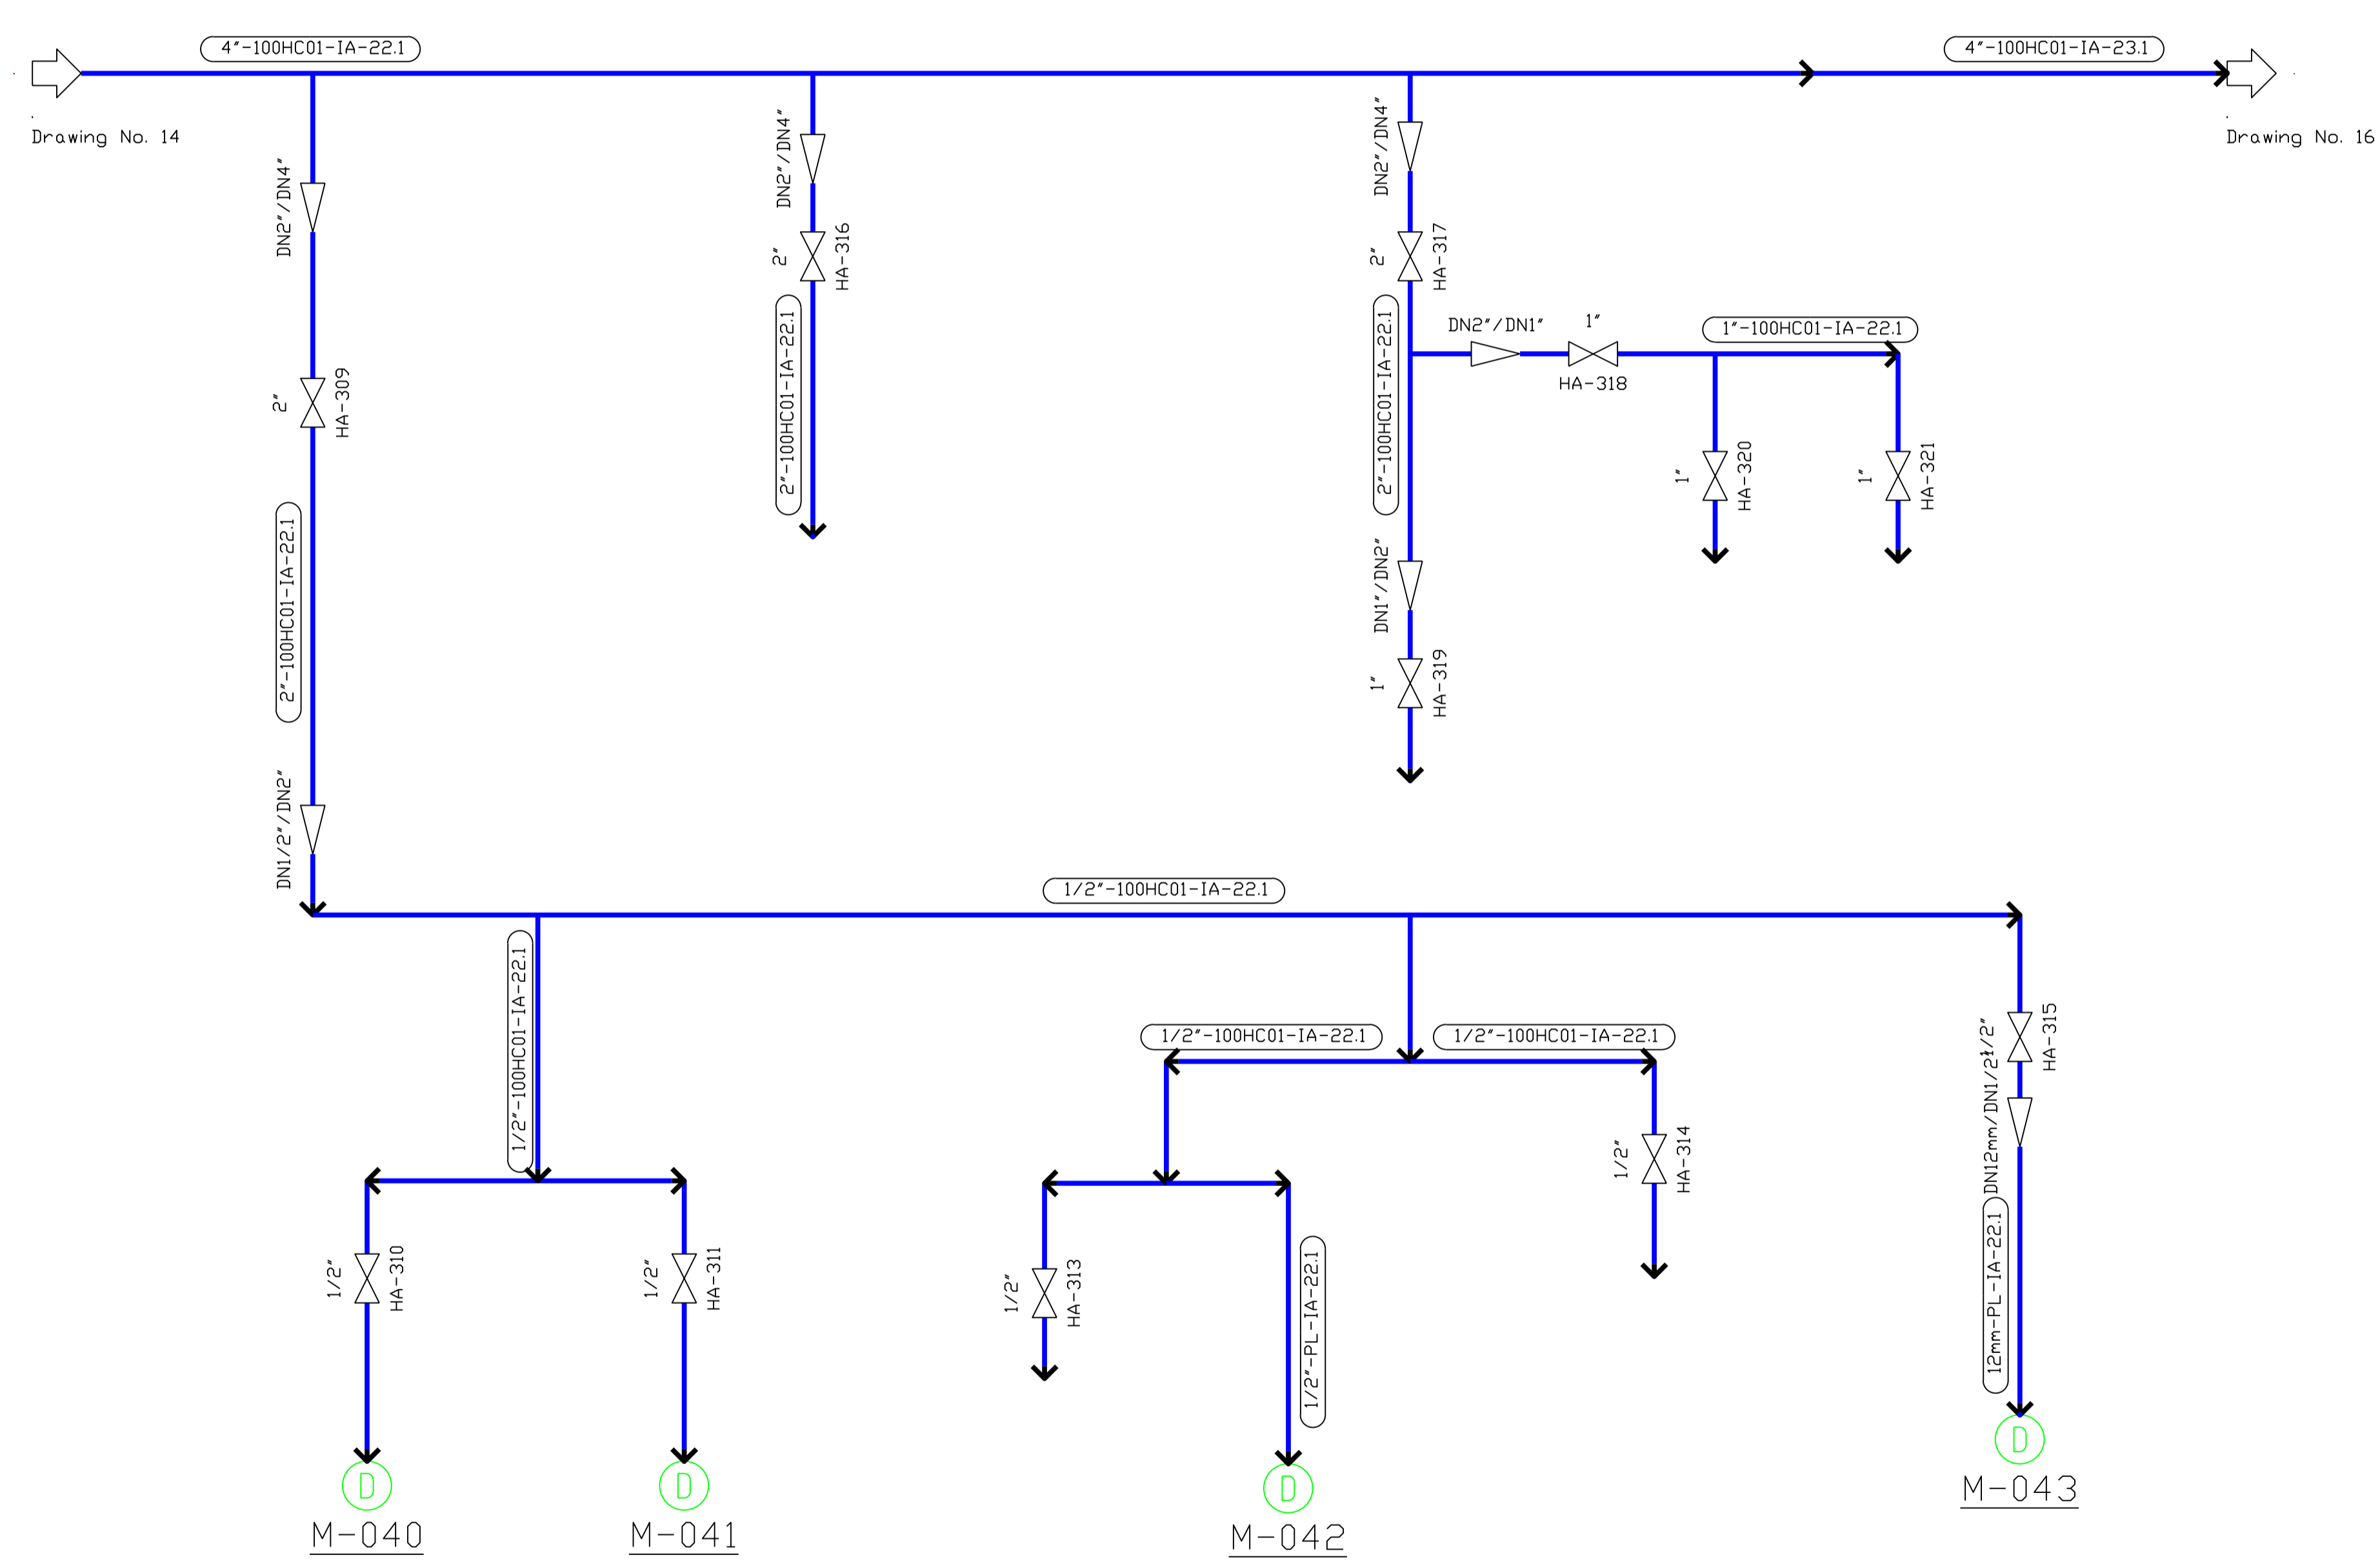 4"-100HC01-IA-22.1
4"-100HC01-IA-23.1
Drawing No. 14
Drawing No. 16
DN2"/DN4"
DN2"/DN4"
DN2"/DN4"
2"
HA-316
2"
HA-317
2"-100HC01-IA-22.1
2"-100HC01-IA-22.1
DN2"/DN1"
1"
HA-318
1"-100HC01-IA-22.1
2"
HA-309
1"
HA-320
1"
HA-321
2"-100HC01-IA-22.1
DN1"/DN2"
1"
HA-319
DN1/2"/DN2"
1/2"-100HC01-IA-22.1
1/2"-100HC01-IA-22.1
1/2"-100HC01-IA-22.1
1/2"-100HC01-IA-22.1
1/2"
HA-315
DN12mm/DN1/2"
1/2"
HA-314
12mm-PL-IA-22.1
1/2"
HA-310
1/2"
HA-311
1/2"
HA-313
1/2"-PL-IA-22.1
D
M-043
D
M-040
D
M-041
D
M-042